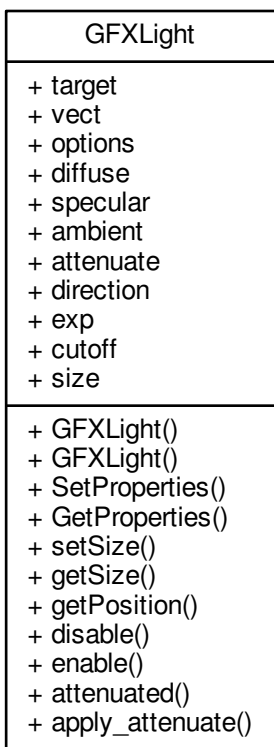 GFXLight
+ target
+ vect
+ options
+ diffuse
+ specular
+ ambient
+ attenuate
+ direction
+ exp
+ cutoff
+ size
+ GFXLight()
+ GFXLight()
+ SetProperties()
+ GetProperties()
+ setSize()
+ getSize()
+ getPosition()
+ disable()
+ enable()
+ attenuated()
+ apply_attenuate()